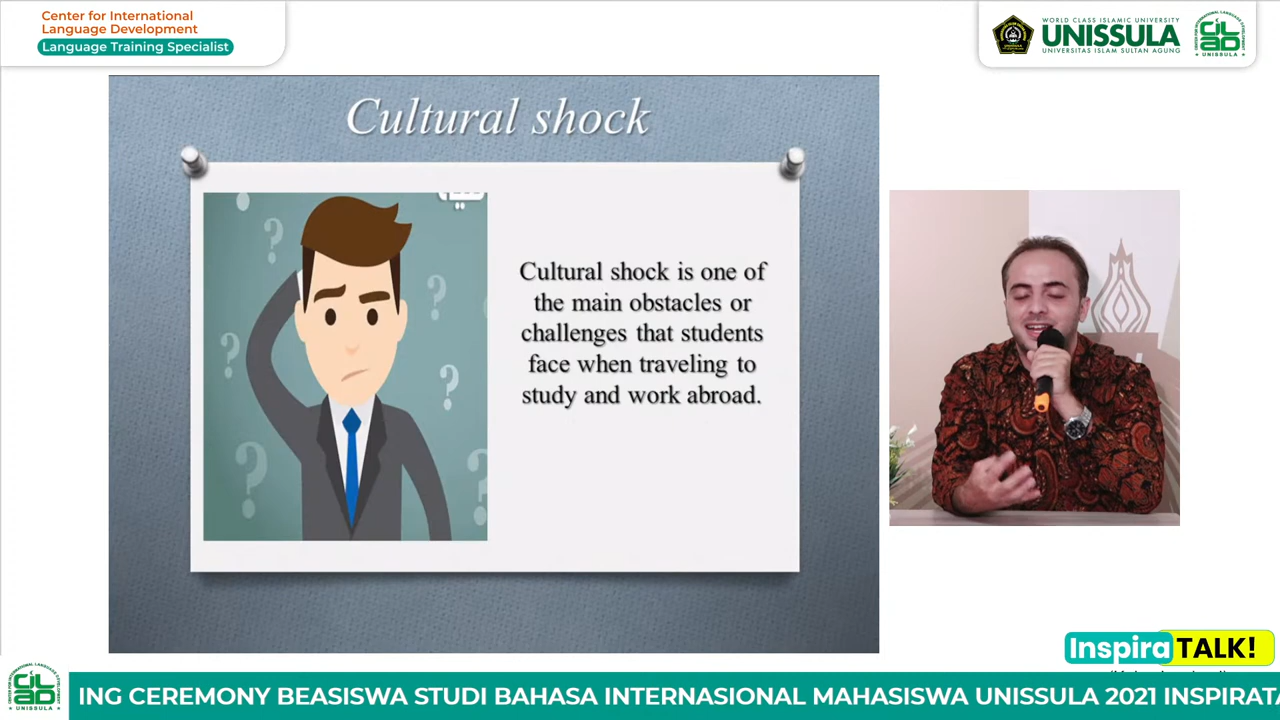 Center for International
Language Development
Language Training Specialist
WORLD CLASS ISLAMIC UNIVERSITY
UNISSULA
UNIVERSITAS ISLAM SULTAN AGUNG
Cultural shock
Cultural shock is one of
the main obstacles or
challenges that students
face when traveling to
study and work abroad.
InspiraTALK!
ING CEREMONY BEASISWA STUDI BAHASA INTERNASIONAL MAHASISWA UNISSULA 2021 INSPIRATA